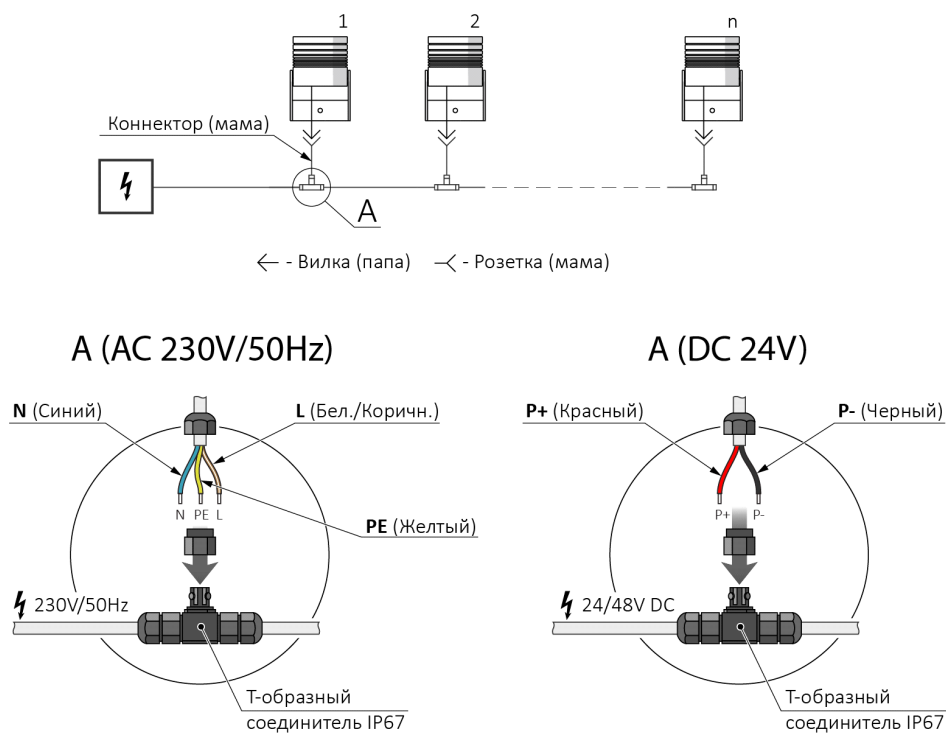 1 2 n
Коннектор (мама)
A
- Вилка (папа) - Розетка (мама)
A (AC 230V/50Hz)
N (Синий) L (Бел./Коричн.)
N PE L
PE (Желтый)
230V/50Hz
Т-образный
соединитель IP67
A (DC 24V)
P+ (Красный) P- (Черный)
P+ P-
24/48V DC
Т-образный
соединитель IP67